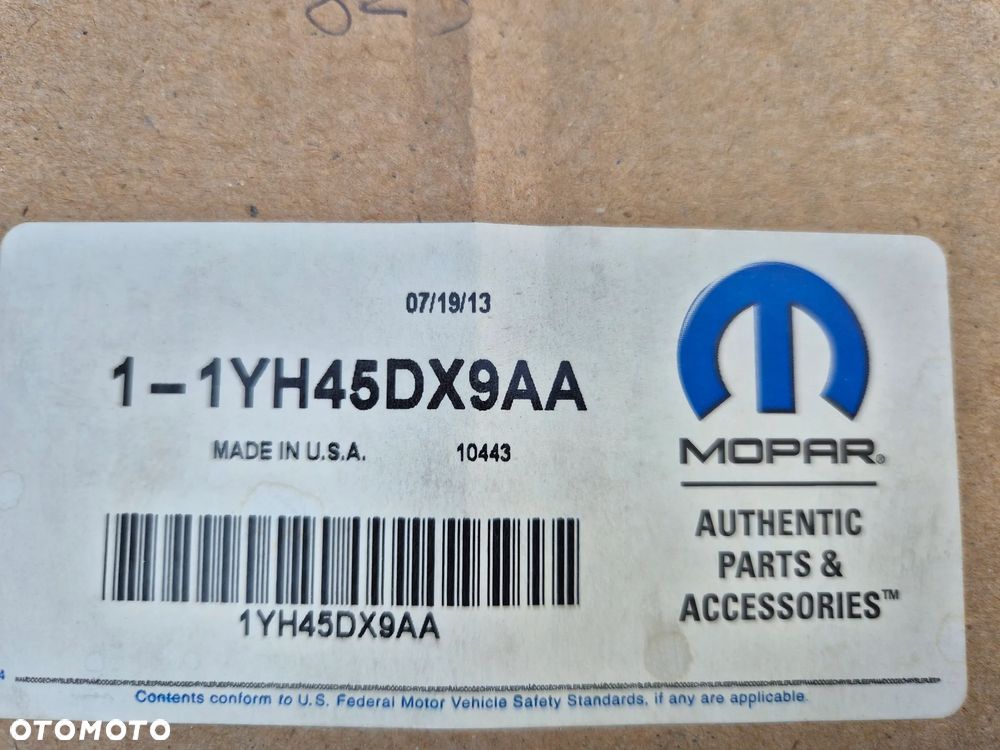 07/19/13
1-1YH45DX9AA
MADE IN U.S.A. 10443
1YH45DX9AA
MOPAR®
AUTHENTIC
PARTS &
ACCESSORIES™
Contents conform to U.S. Federal Motor Vehicle Safety Standards, if any are applicable.
OTOMOTO